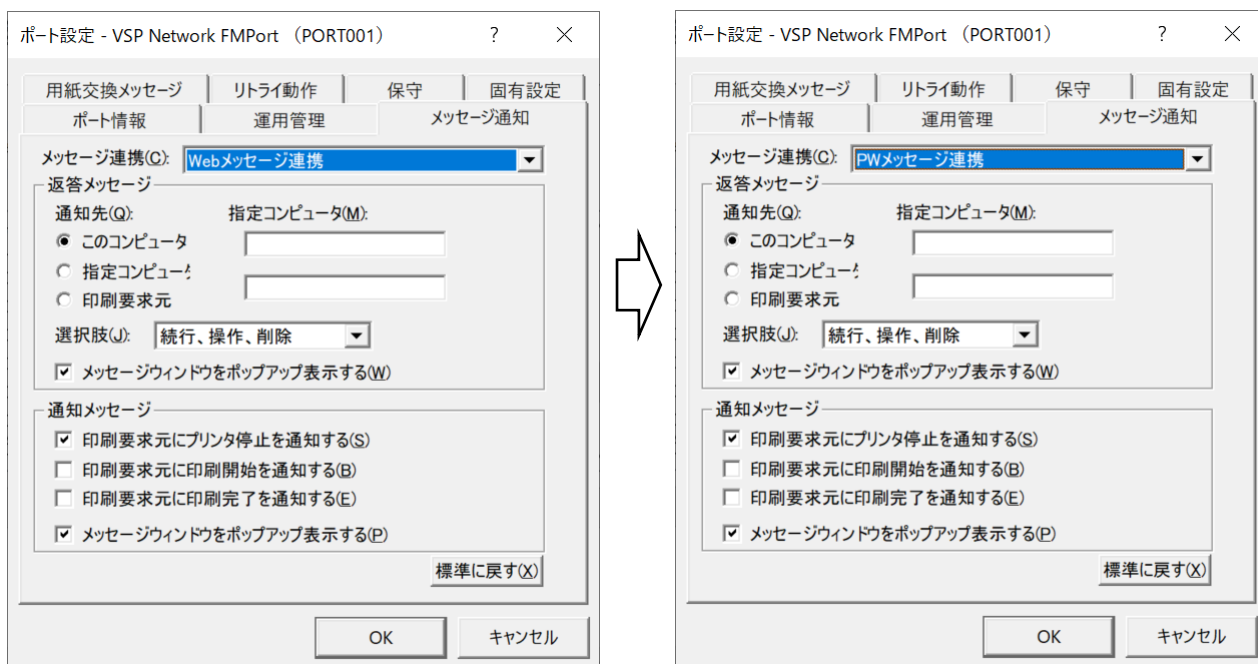 ポート設定 - VSP Network FMPort （PORT001） ? ×
用紙交換メッセージ リトライ動作 保守 固有設定
ポート情報 運用管理 メッセージ通知
メッセージ連携(C): Webメッセージ連携
返答メッセージ
通知先(Q): 指定コンピュータ(M):
このコンピュータ
指定コンピュータ
印刷要求元
選択肢(J): 続行、操作、削除
メッセージウィンドウをポップアップ表示する(W)
通知メッセージ
印刷要求元にプリンタ停止を通知する(S)
印刷要求元に印刷開始を通知する(B)
印刷要求元に印刷完了を通知する(E)
メッセージウィンドウをポップアップ表示する(P)
標準に戻す(X)
OK キャンセル
ポート設定 - VSP Network FMPort （PORT001） ? ×
用紙交換メッセージ リトライ動作 保守 固有設定
ポート情報 運用管理 メッセージ通知
メッセージ連携(C): PWメッセージ連携
返答メッセージ
通知先(Q): 指定コンピュータ(M):
このコンピュータ
指定コンピュータ
印刷要求元
選択肢(J): 続行、操作、削除
メッセージウィンドウをポップアップ表示する(W)
通知メッセージ
印刷要求元にプリンタ停止を通知する(S)
印刷要求元に印刷開始を通知する(B)
印刷要求元に印刷完了を通知する(E)
メッセージウィンドウをポップアップ表示する(P)
標準に戻す(X)
OK キャンセル